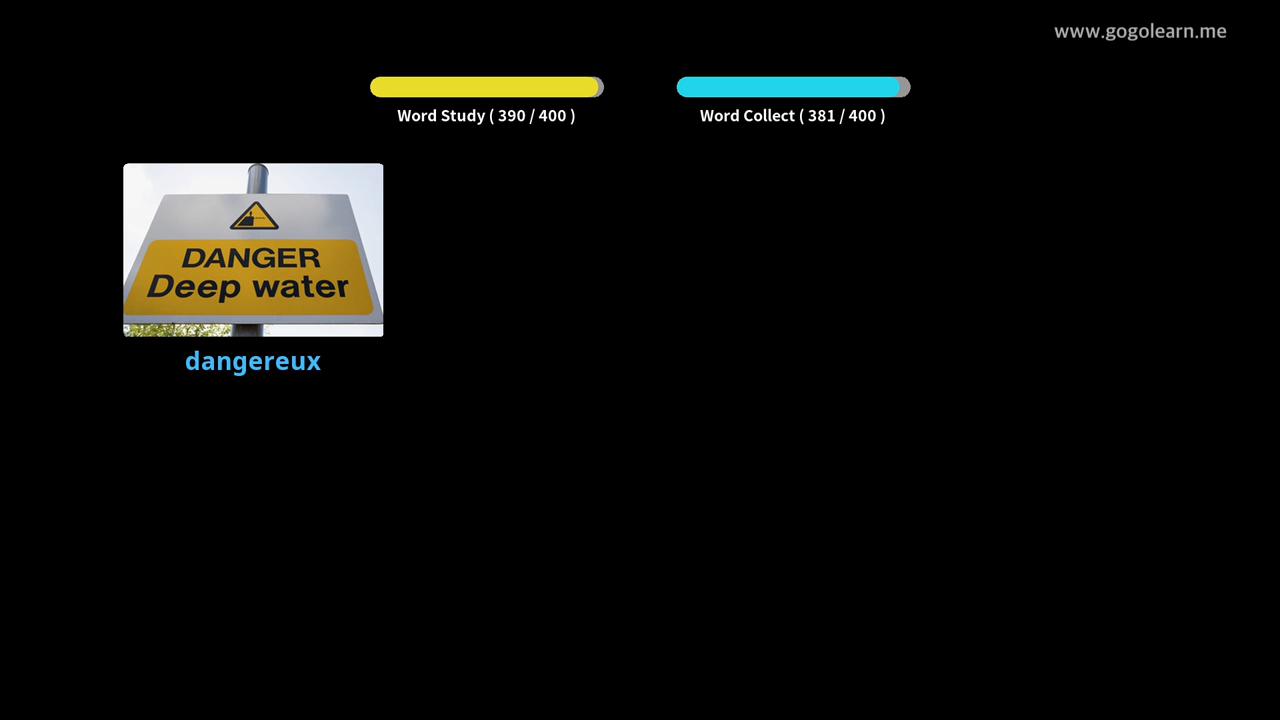 www.gogolearn.me
Word Study ( 390 / 400 )
Word Collect ( 381 / 400 )
DANGER
Deep water
dangereux